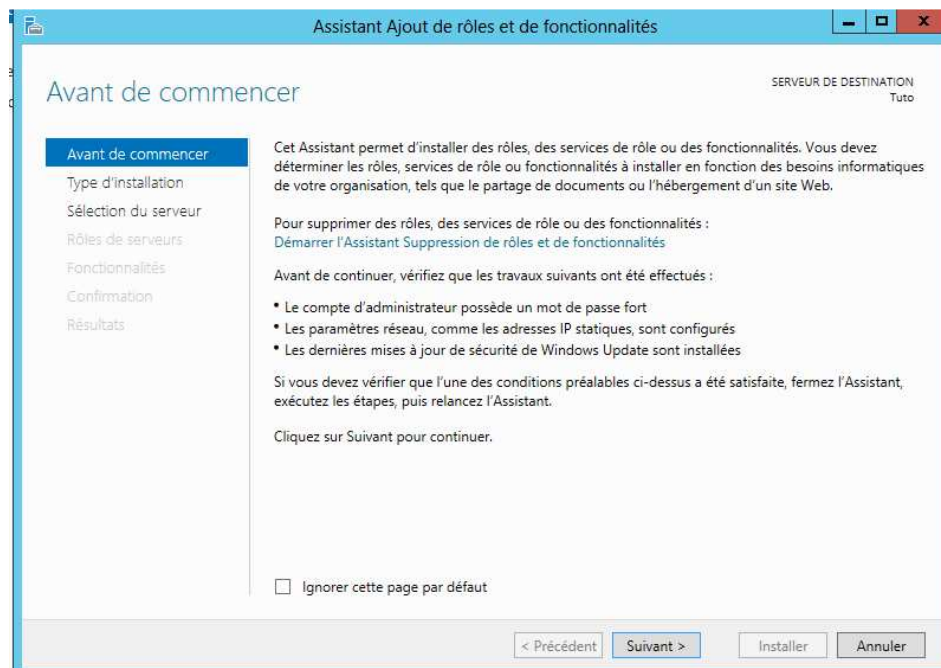 Assistant Ajout de rôles et de fonctionnalités
Avant de commencer
SERVEUR DE DESTINATION
Tuto
Avant de commencer
Type d'installation
Sélection du serveur
Rôles de serveurs
Fonctionnalités
Confirmation
Résultats
Cet Assistant permet d'installer des rôles, des services de rôle ou des fonctionnalités. Vous devez
déterminer les rôles, services de rôle ou fonctionnalités à installer en fonction des besoins informatiques
de votre organisation, tels que le partage de documents ou l'hébergement d'un site Web.
Pour supprimer des rôles, des services de rôle ou des fonctionnalités :
Démarrer l'Assistant Suppression de rôles et de fonctionnalités
Avant de continuer, vérifiez que les travaux suivants ont été effectués :
• Le compte d'administrateur possède un mot de passe fort
• Les paramètres réseau, comme les adresses IP statiques, sont configurés
• Les dernières mises à jour de sécurité de Windows Update sont installées
Si vous devez vérifier que l'une des conditions préalables ci-dessus a été satisfaite, fermez l'Assistant,
exécutez les étapes, puis relancez l'Assistant.
Cliquez sur Suivant pour continuer.
Ignorer cette page par défaut
< Précédent
Suivant >
Installer
Annuler